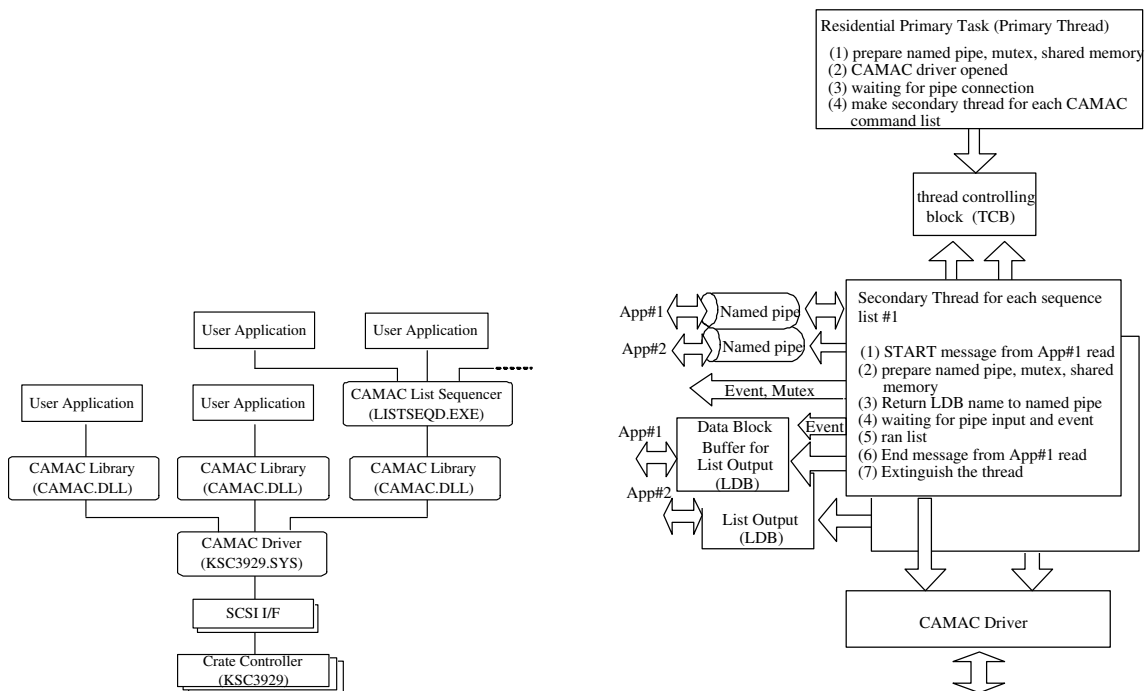 User Application
User Application
User Application
User Application
CAMAC List Sequencer
(LISTSEQD.EXE)
CAMAC Library
(CAMAC.DLL)
CAMAC Library
(CAMAC.DLL)
CAMAC Library
(CAMAC.DLL)
CAMAC Driver
(KSC3929.SYS)
SCSI I/F
Crate Controller
(KSC3929)
Residential Primary Task (Primary Thread)
(1) prepare named pipe, mutex, shared memory
(2) CAMAC driver opened
(3) waiting for pipe connection
(4) make secondary thread for each CAMAC
command list
thread controlling
block (TCB)
App#1
Named pipe
App#2
Named pipe
Event, Mutex
Event
App#1
Data Block
Buffer for
List Output
(LDB)
App#2
List Output
(LDB)
Secondary Thread for each sequence
list #1
(1) START message from App#1 read
(2) prepare named pipe, mutex, shared
memory
(3) Return LDB name to named pipe
(4) waiting for pipe input and event
(5) ran list
(6) End message from App#1 read
(7) Extinguish the thread
CAMAC Driver